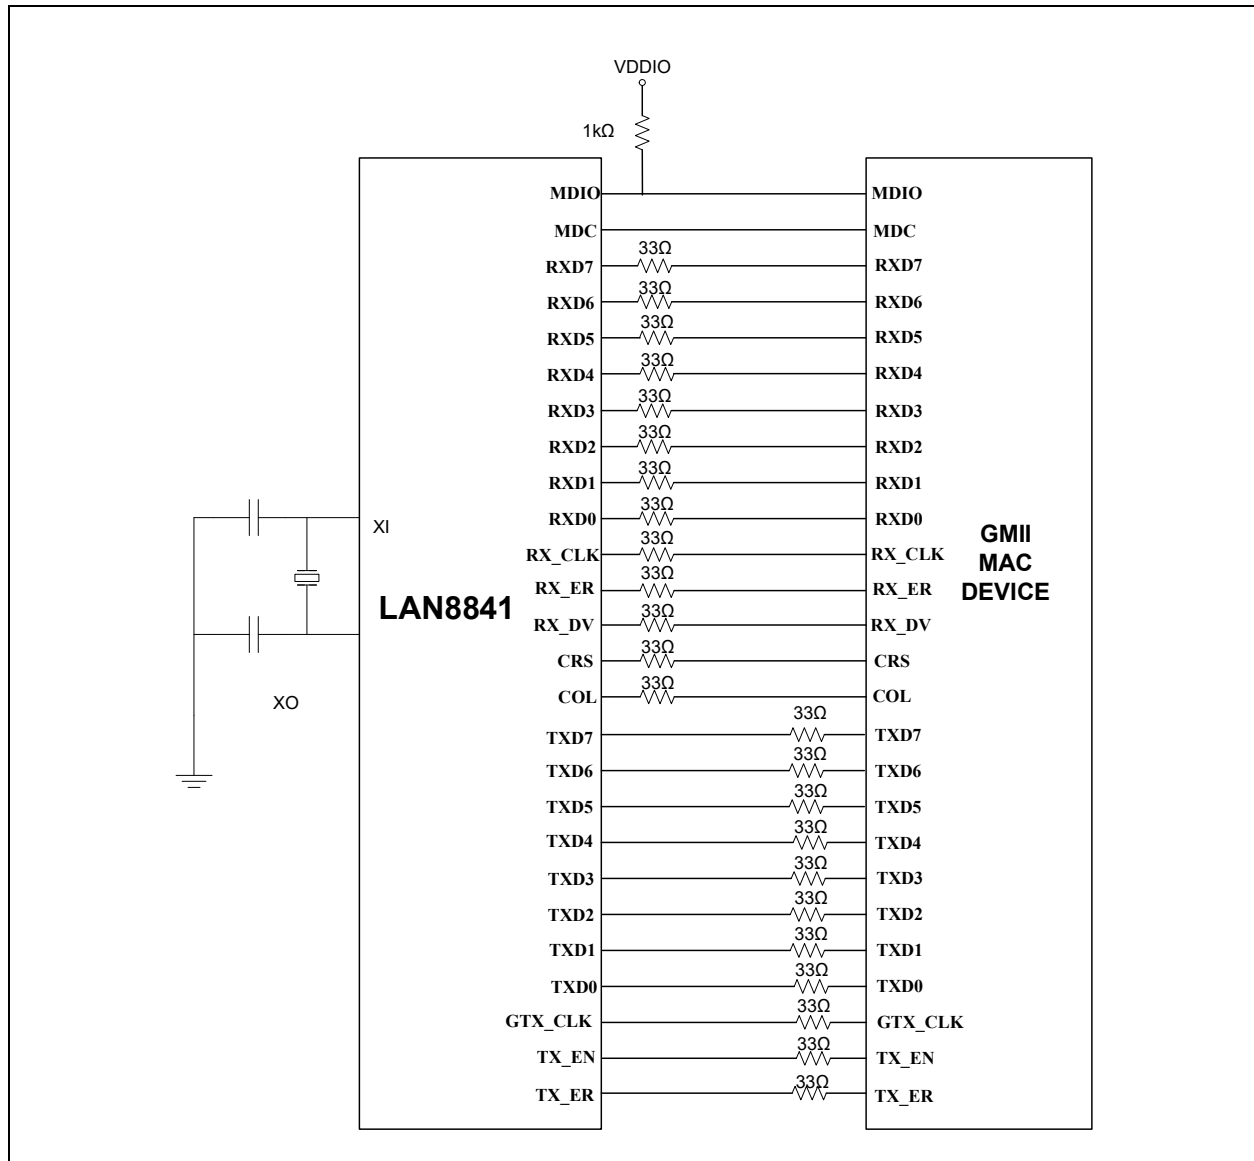 VDDIO
1kΩ
MDIO MDIO
MDC MDC
33Ω
RXD7 RXD7
33Ω
RXD6 RXD6
33Ω
RXD5 RXD5
33Ω
RXD4 RXD4
33Ω
RXD3 RXD3
33Ω
RXD2 RXD2
33Ω
RXD1 RXD1
33Ω
RXD0 RXD0
XI
33Ω
RX_CLK RX_CLK
33Ω
RX_ER RX_ER
GMII
MAC
DEVICE
LAN8841
33Ω
RX_DV RX_DV
33Ω
CRS CRS
33Ω
COL COL
XO
33Ω
TXD7 TXD7
33Ω
TXD6 TXD6
33Ω
TXD5 TXD5
33Ω
TXD4 TXD4
33Ω
TXD3 TXD3
33Ω
TXD2 TXD2
33Ω
TXD1 TXD1
33Ω
TXD0 TXD0
33Ω
GTX_CLK GTX_CLK
33Ω
TX_EN TX_EN
33Ω
TX_ER TX_ER